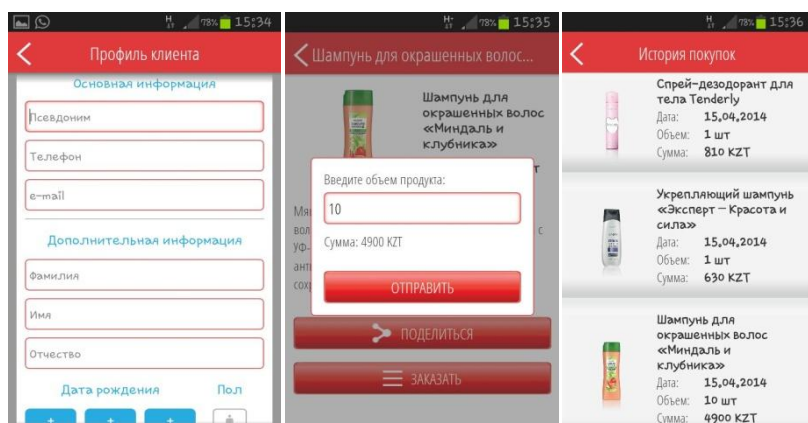 78% 15:34
Профиль клиента
Основная информация
Псевдоним
Телефон
e-mail
Дополнительная информация
Фамилия
Имя
Отчество
Дата рождения Пол
+ + +
78% 15:35
Шампунь для окрашенных волос...
Шампунь для
окрашенных волос
«Миндаль и
клубника»
Введите объем продукта:
10
Сумма: 4900 KZT
ОТПРАВИТЬ
ПОДЕЛИТЬСЯ
ЗАКАЗАТЬ
78% 15:36
История покупок
Спрей-дезодорант для
тела Tenderly
Дата: 15.04.2014
Объем: 1 шт
Сумма: 810 KZT
Укрепляющий шампунь
«Эксперт – Красота и
сила»
Дата: 15.04.2014
Объем: 1 шт
Сумма: 630 KZT
Шампунь для
окрашенных волос
«Миндаль и
клубника»
Дата: 15.04.2014
Объем: 10 шт
Сумма: 4900 KZT